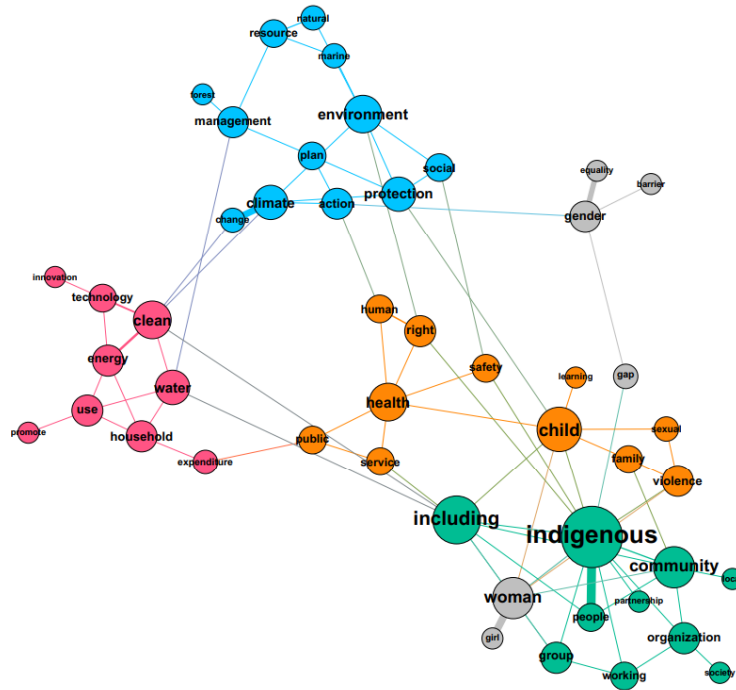 natural
resource
marine
forest
environment
management
plan
social
equality
barrier
protection
climate
action
gender
change
innovation
technology
human
clean
right
energy
safety
learning
gap
water
health
use
child
sexual
promote
household
public
family
expenditure
service
violence
including
indigenous
community
local
woman
partnership
people
girl
organization
group
working
society